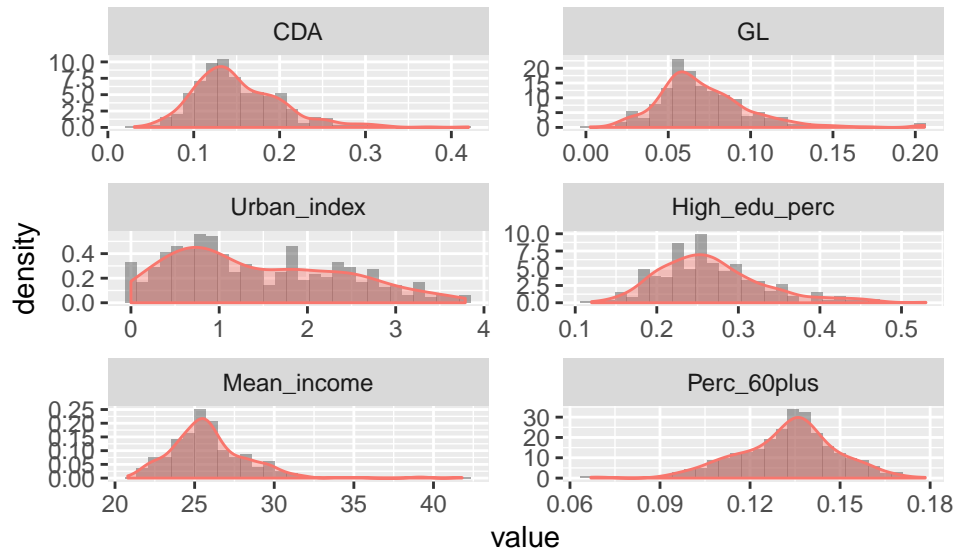 CDA
GL
10.0
7.5
5.0
2.5
0.0
0.0 0.1 0.2 0.3 0.4
20
15
10
5
0
0.00 0.05 0.10 0.15 0.20
Urban_index
High_edu_perc
0.4
0.2
0.0
0 1 2 3 4
10.0
7.5
5.0
2.5
0.0
0.1 0.2 0.3 0.4 0.5
Mean_income
Perc_60plus
0.25
0.20
0.15
0.10
0.05
0.00
20 25 30 35 40
30
20
10
0
0.06 0.09 0.12 0.15 0.18
density
value